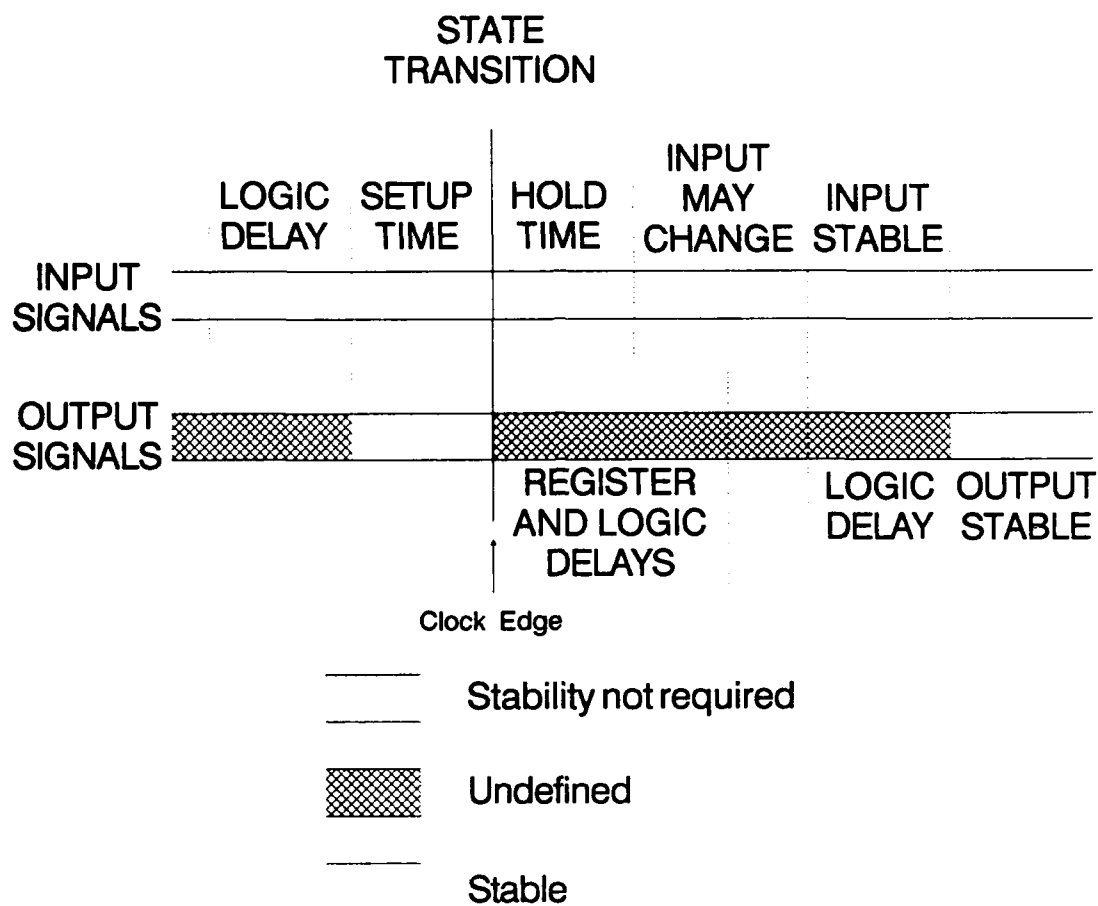 STATE
TRANSITION
LOGIC
DELAY
SETUP
TIME
HOLD
TIME
INPUT
MAY
CHANGE
INPUT
STABLE
INPUT
SIGNALS
OUTPUT
SIGNALS
REGISTER
AND LOGIC
DELAYS
LOGIC
DELAY
OUTPUT
STABLE
Clock Edge
Stability not required
Undefined
Stable